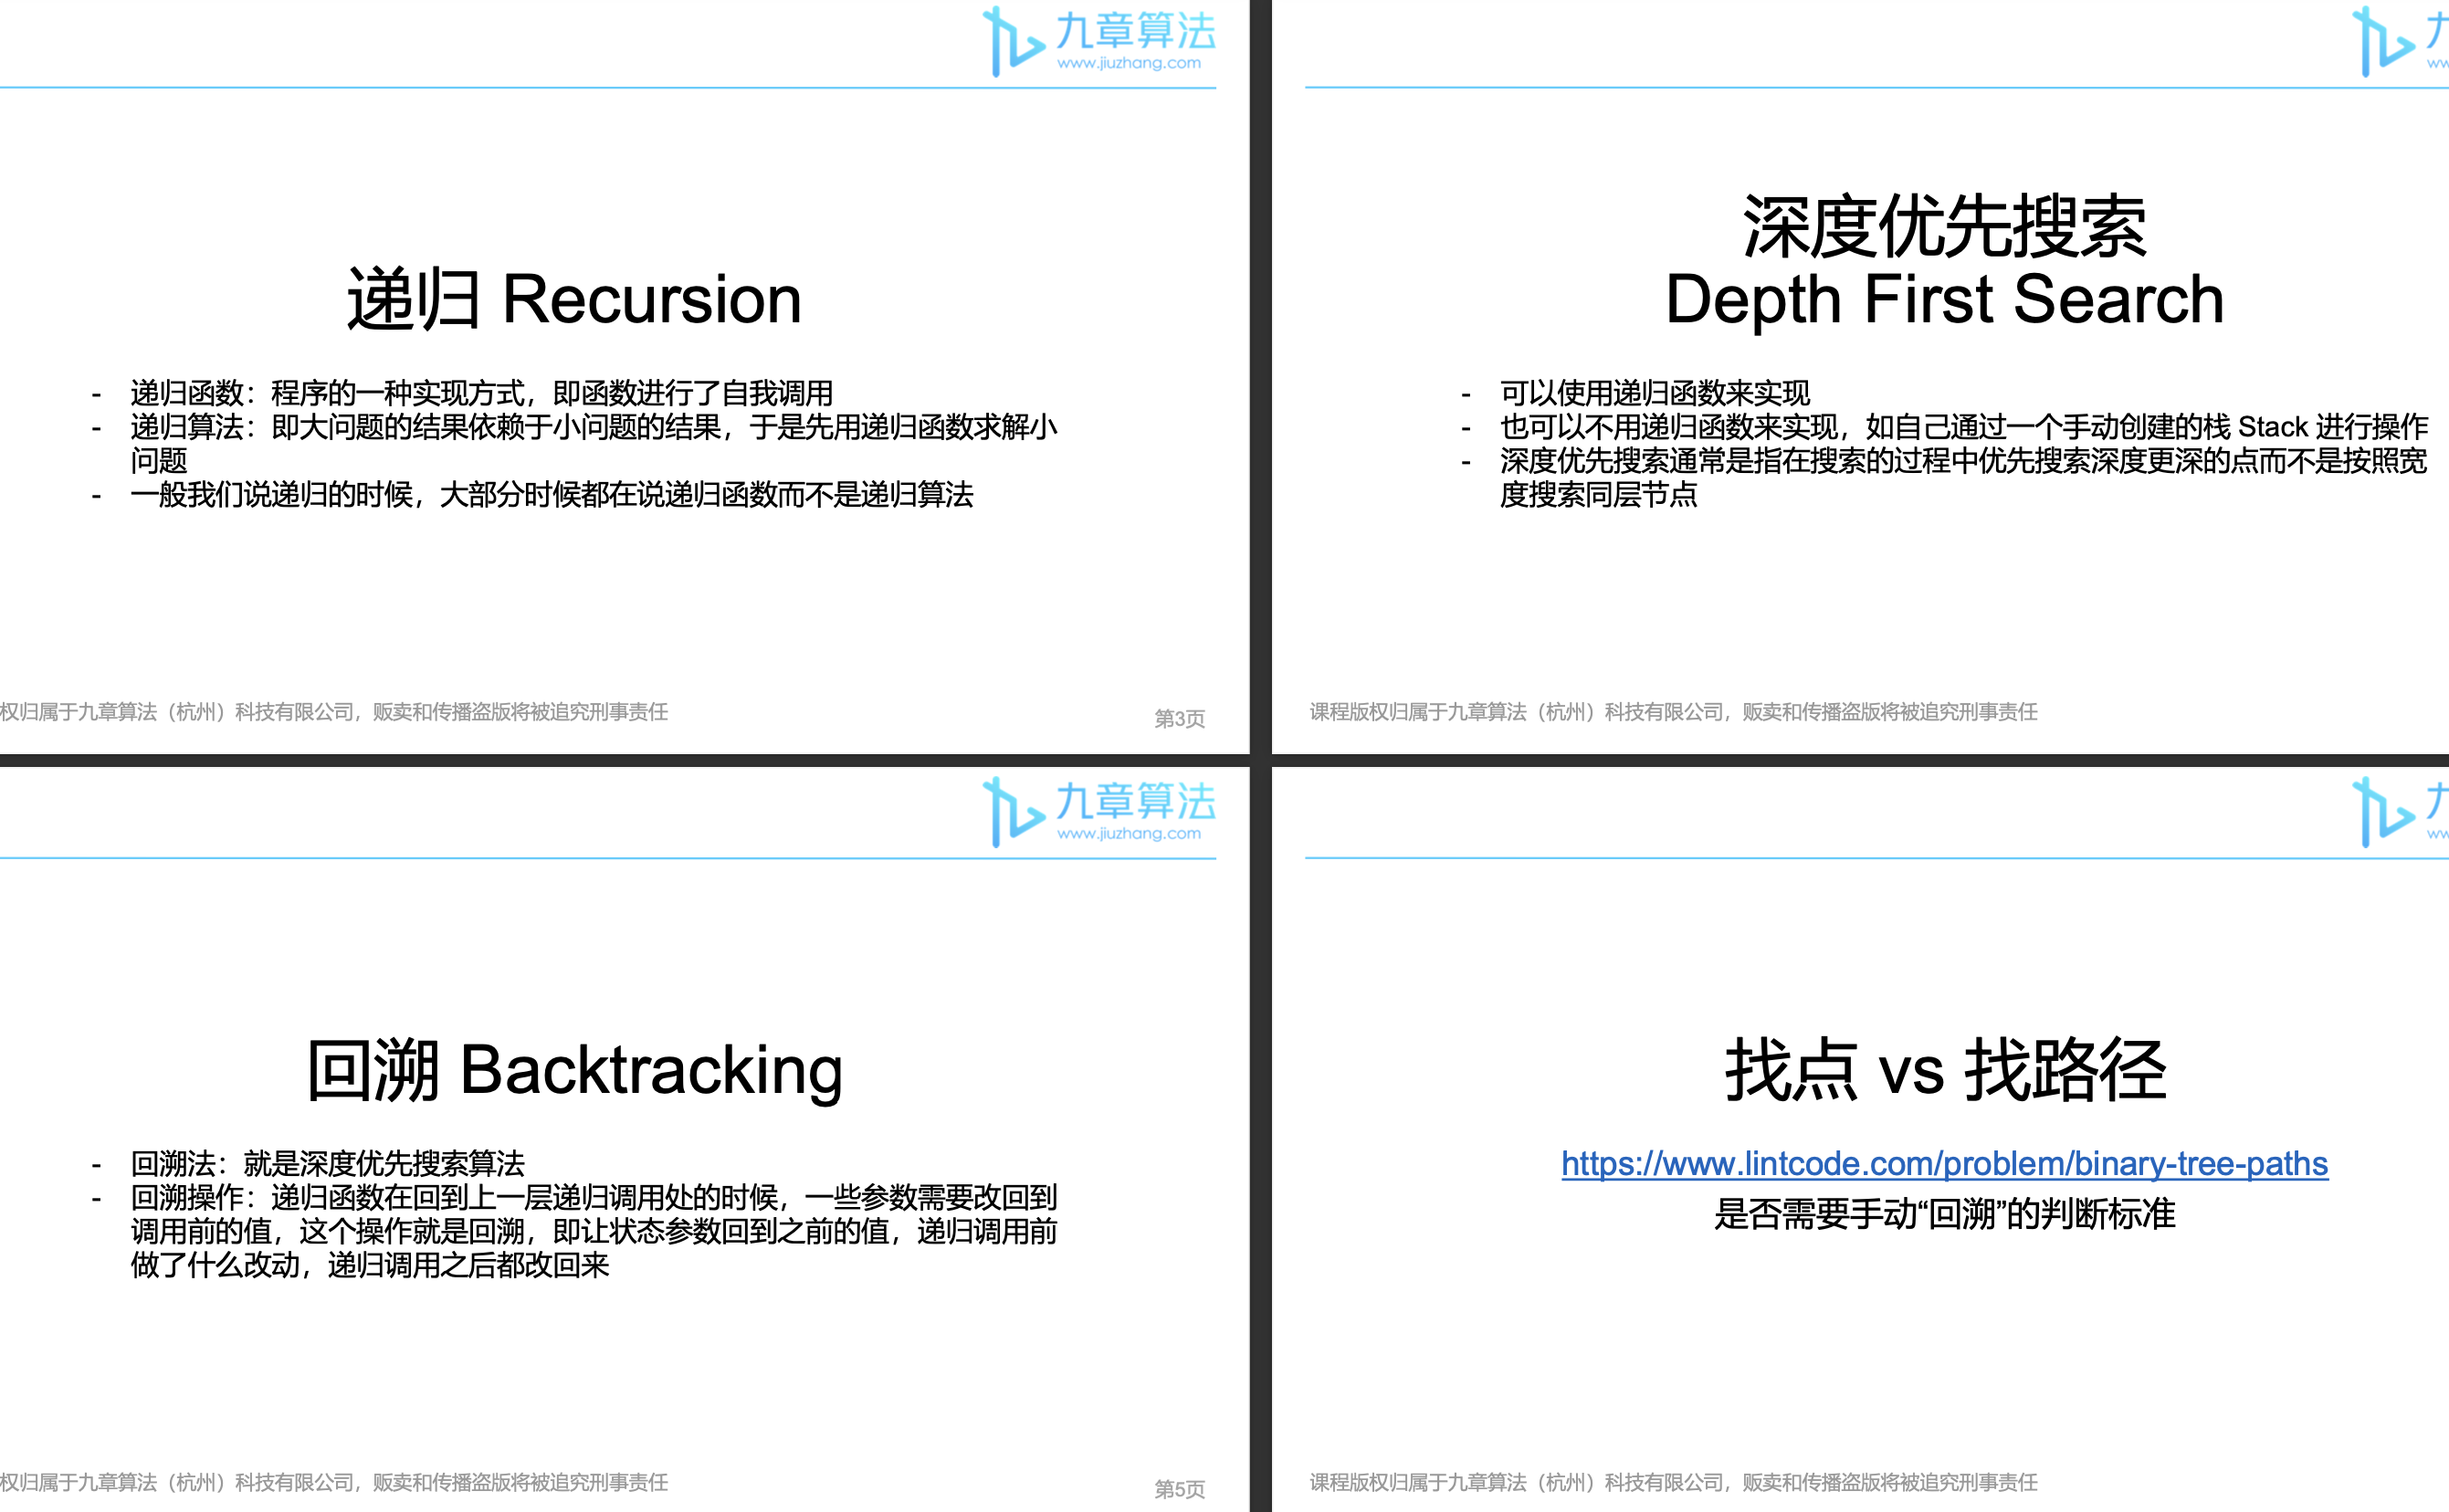 九章算法
www.jiuzhang.com
递归 Recursion
- 递归函数：程序的一种实现方式，即函数进行了自我调用
- 递归算法：即大问题的结果依赖于小问题的结果，于是先用递归函数求解小
问题
- 一般我们说递归的时候，大部分时候都在说递归函数而不是递归算法
权归属于九章算法（杭州）科技有限公司，贩卖和传播盗版将被追究刑事责任
第3页
深度优先搜索
Depth First Search
- 可以使用递归函数来实现
- 也可以不用递归函数来实现，如自己通过一个手动创建的栈 Stack 进行操作
- 深度优先搜索通常是指在搜索的过程中优先搜索深度更深的点而不是按照宽
度搜索同层节点
课程版权归属于九章算法（杭州）科技有限公司，贩卖和传播盗版将被追究刑事责任
九章算法
www.jiuzhang.com
回溯 Backtracking
- 回溯法：就是深度优先搜索算法
- 回溯操作：递归函数在回到上一层递归调用处的时候，一些参数需要改回到
调用前的值，这个操作就是回溯，即让状态参数回到之前的值，递归调用前
做了什么改动，递归调用之后都改回来
权归属于九章算法（杭州）科技有限公司，贩卖和传播盗版将被追究刑事责任
第5页
找点 vs 找路径
https://www.lintcode.com/problem/binary-tree-paths
是否需要手动“回溯”的判断标准
课程版权归属于九章算法（杭州）科技有限公司，贩卖和传播盗版将被追究刑事责任